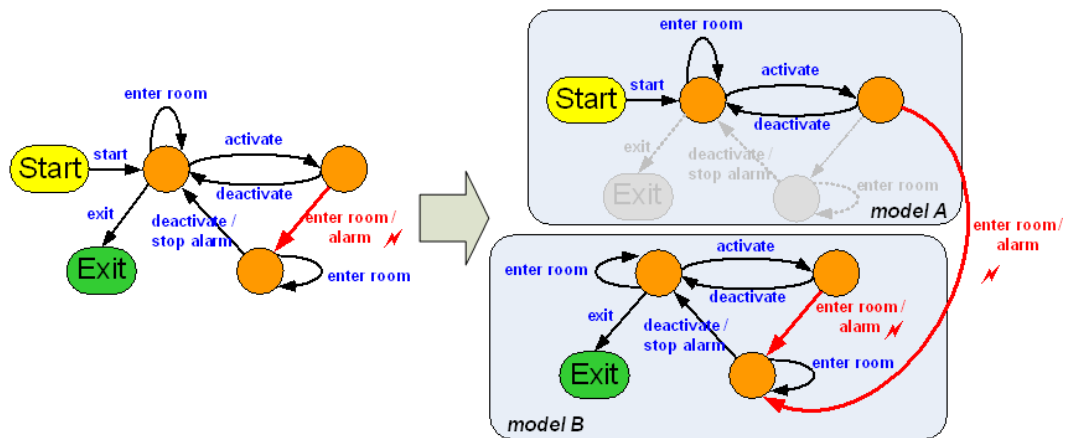 enter room
Start
start
activate
deactivate
exit
deactivate /
stop alarm
enter room /
alarm
Exit
enter room
enter room
Start
start
activate
deactivate
exit
deactivate /
stop alarm
Exit
enter room
model A
enter room /
alarm
enter room
activate
deactivate
exit
deactivate /
stop alarm
enter room /
alarm
enter room
Exit
model B